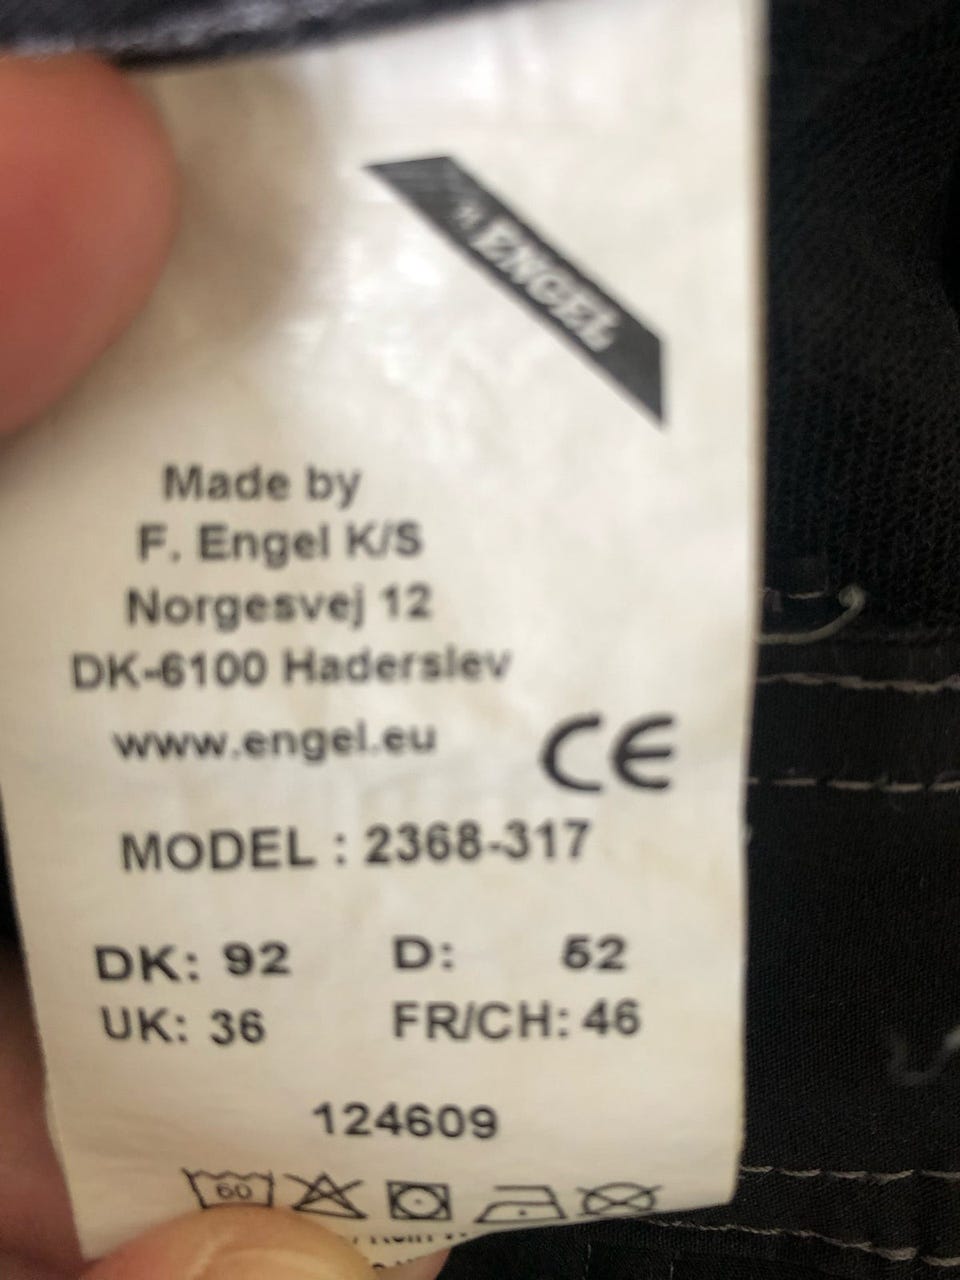 ENGEL
Made by
F. Engel K/S
Norgesvej 12
DK-6100 Haderslev
www.engel.eu CE
MODEL : 2368-317
DK: 92 D: 52
UK: 36 FR/CH: 46
124609
60